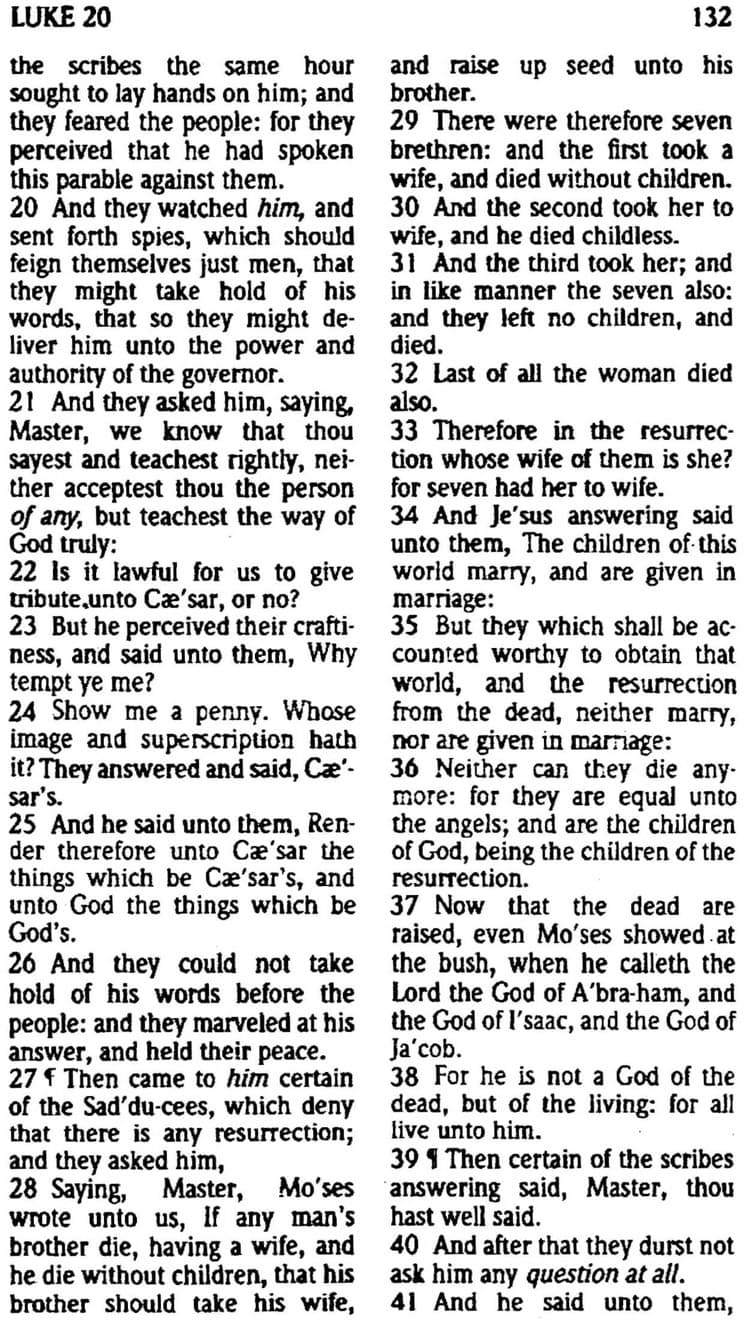 LUKE 20
132
the scribes the same hour
sought to lay hands on him; and
they feared the people: for they
perceived that he had spoken
this parable against them.
20 And they watched him, and
sent forth spies, which should
feign themselves just men, that
they might take hold of his
words, that so they might de-
liver him unto the power and
authority of the governor.
21 And they asked him, saying,
Master, we know that thou
sayest and teachest rightly, nei-
ther acceptest thou the person
of any, but teachest the way of
God truly:
22 Is it lawful for us to give
tribute unto Cæ′sar, or no?
23 But he perceived their crafti-
ness, and said unto them, Why
tempt ye me?
24 Show me a penny. Whose
image and superscription hath
it? They answered and said, Cæ′-
sar's.
25 And he said unto them, Ren-
der therefore unto Cæ′sar the
things which be Cæ′sar's, and
unto God the things which be
God's.
26 And they could not take
hold of his words before the
people: and they marveled at his
answer, and held their peace.
27 ¶ Then came to him certain
of the Sad′du-cees, which deny
that there is any resurrection;
and they asked him,
28 Saying, Master, Mo′ses
wrote unto us, If any man's
brother die, having a wife, and
he die without children, that his
brother should take his wife,
and raise up seed unto his
brother.
29 There were therefore seven
brethren: and the first took a
wife, and died without children.
30 And the second took her to
wife, and he died childless.
31 And the third took her; and
in like manner the seven also:
and they left no children, and
died.
32 Last of all the woman died
also.
33 Therefore in the resurrec-
tion whose wife of them is she?
for seven had her to wife.
34 And Je′sus answering said
unto them, The children of this
world marry, and are given in
marriage:
35 But they which shall be ac-
counted worthy to obtain that
world, and the resurrection
from the dead, neither marry,
nor are given in marriage:
36 Neither can they die any-
more: for they are equal unto
the angels; and are the children
of God, being the children of the
resurrection.
37 Now that the dead are
raised, even Mo′ses showed at
the bush, when he calleth the
Lord the God of A′bra-ham, and
the God of I′saac, and the God of
Ja′cob.
38 For he is not a God of the
dead, but of the living: for all
live unto him.
39 ¶ Then certain of the scribes
answering said, Master, thou
hast well said.
40 And after that they durst not
ask him any question at all.
41 And he said unto them,